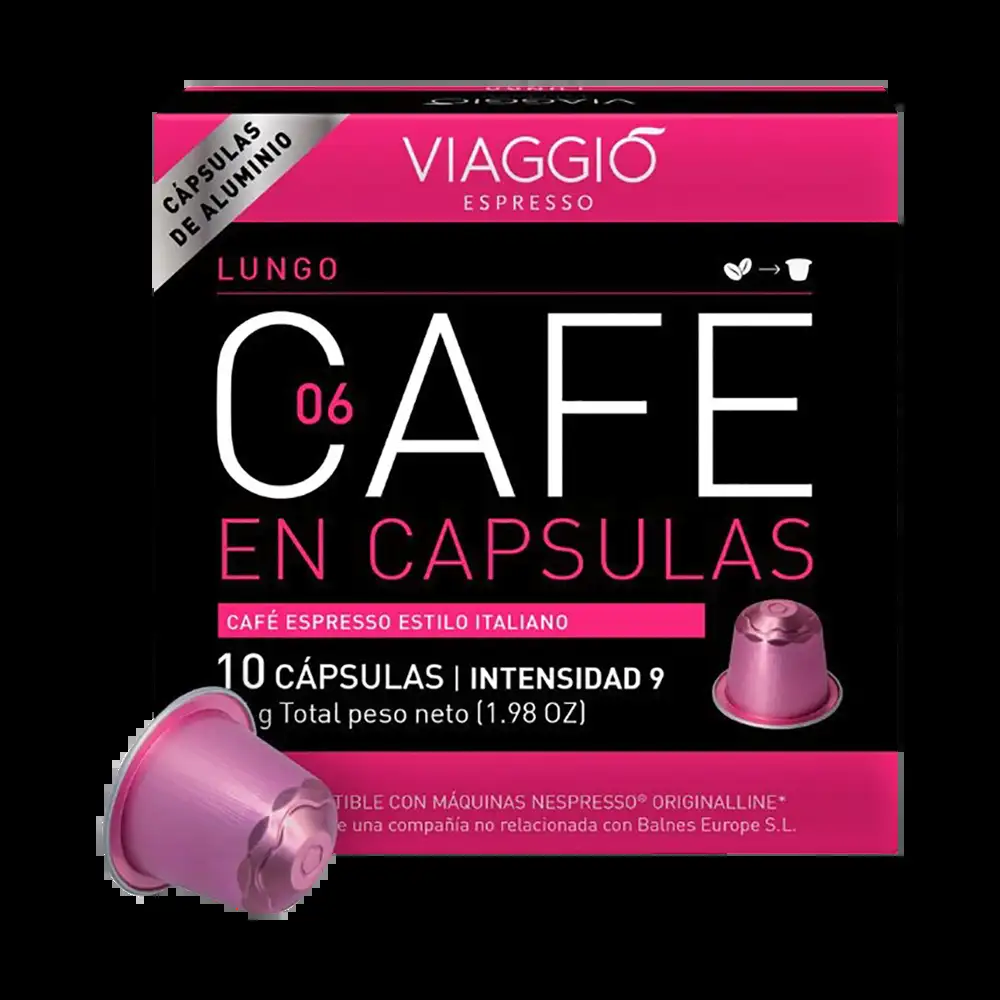 VIAGGIO
CÁPSULAS
DE ALUMINIO
VIAGGIO
ESPRESSO
LUNGO
CAFE
06
EN CAPSULAS
CAFÉ ESPRESSO ESTILO ITALIANO
10 CÁPSULAS | INTENSIDAD 9
g Total peso neto (1.98 OZ)
TIBLE CON MÁQUINAS NESPRESSO® ORIGINALLINE*
e una compañía no relacionada con Balnes Europe S.L.